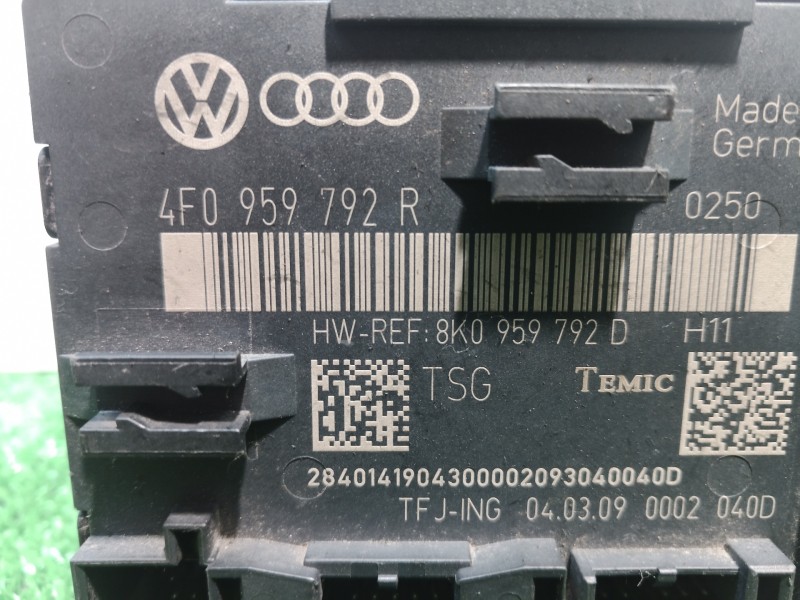 Made
Germ
4F0 959 792 R 0250
HW-REF: 8K0 959 792 D H11
TSG TEMIC
2840141904300002093040040D
TFJ-ING 04.03.09 0002 040D